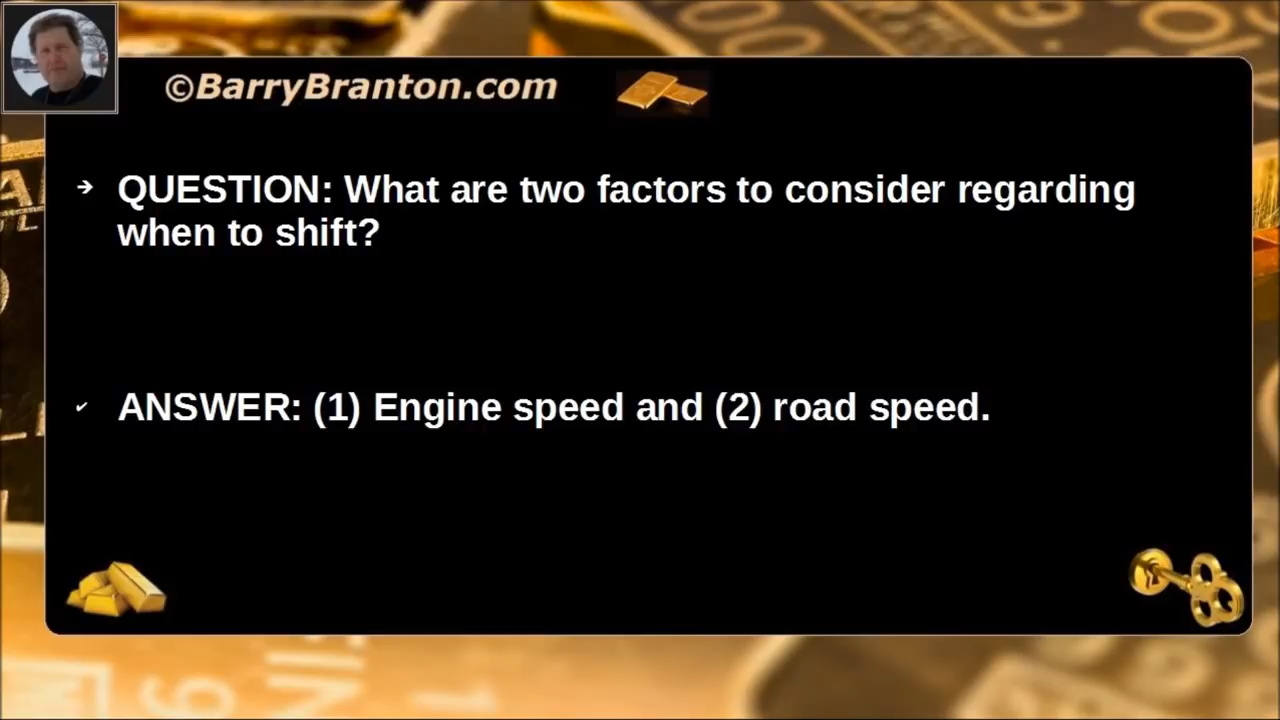 ©BarryBranton.com
➔ QUESTION: What are two factors to consider regarding
when to shift?
✔ ANSWER: (1) Engine speed and (2) road speed.